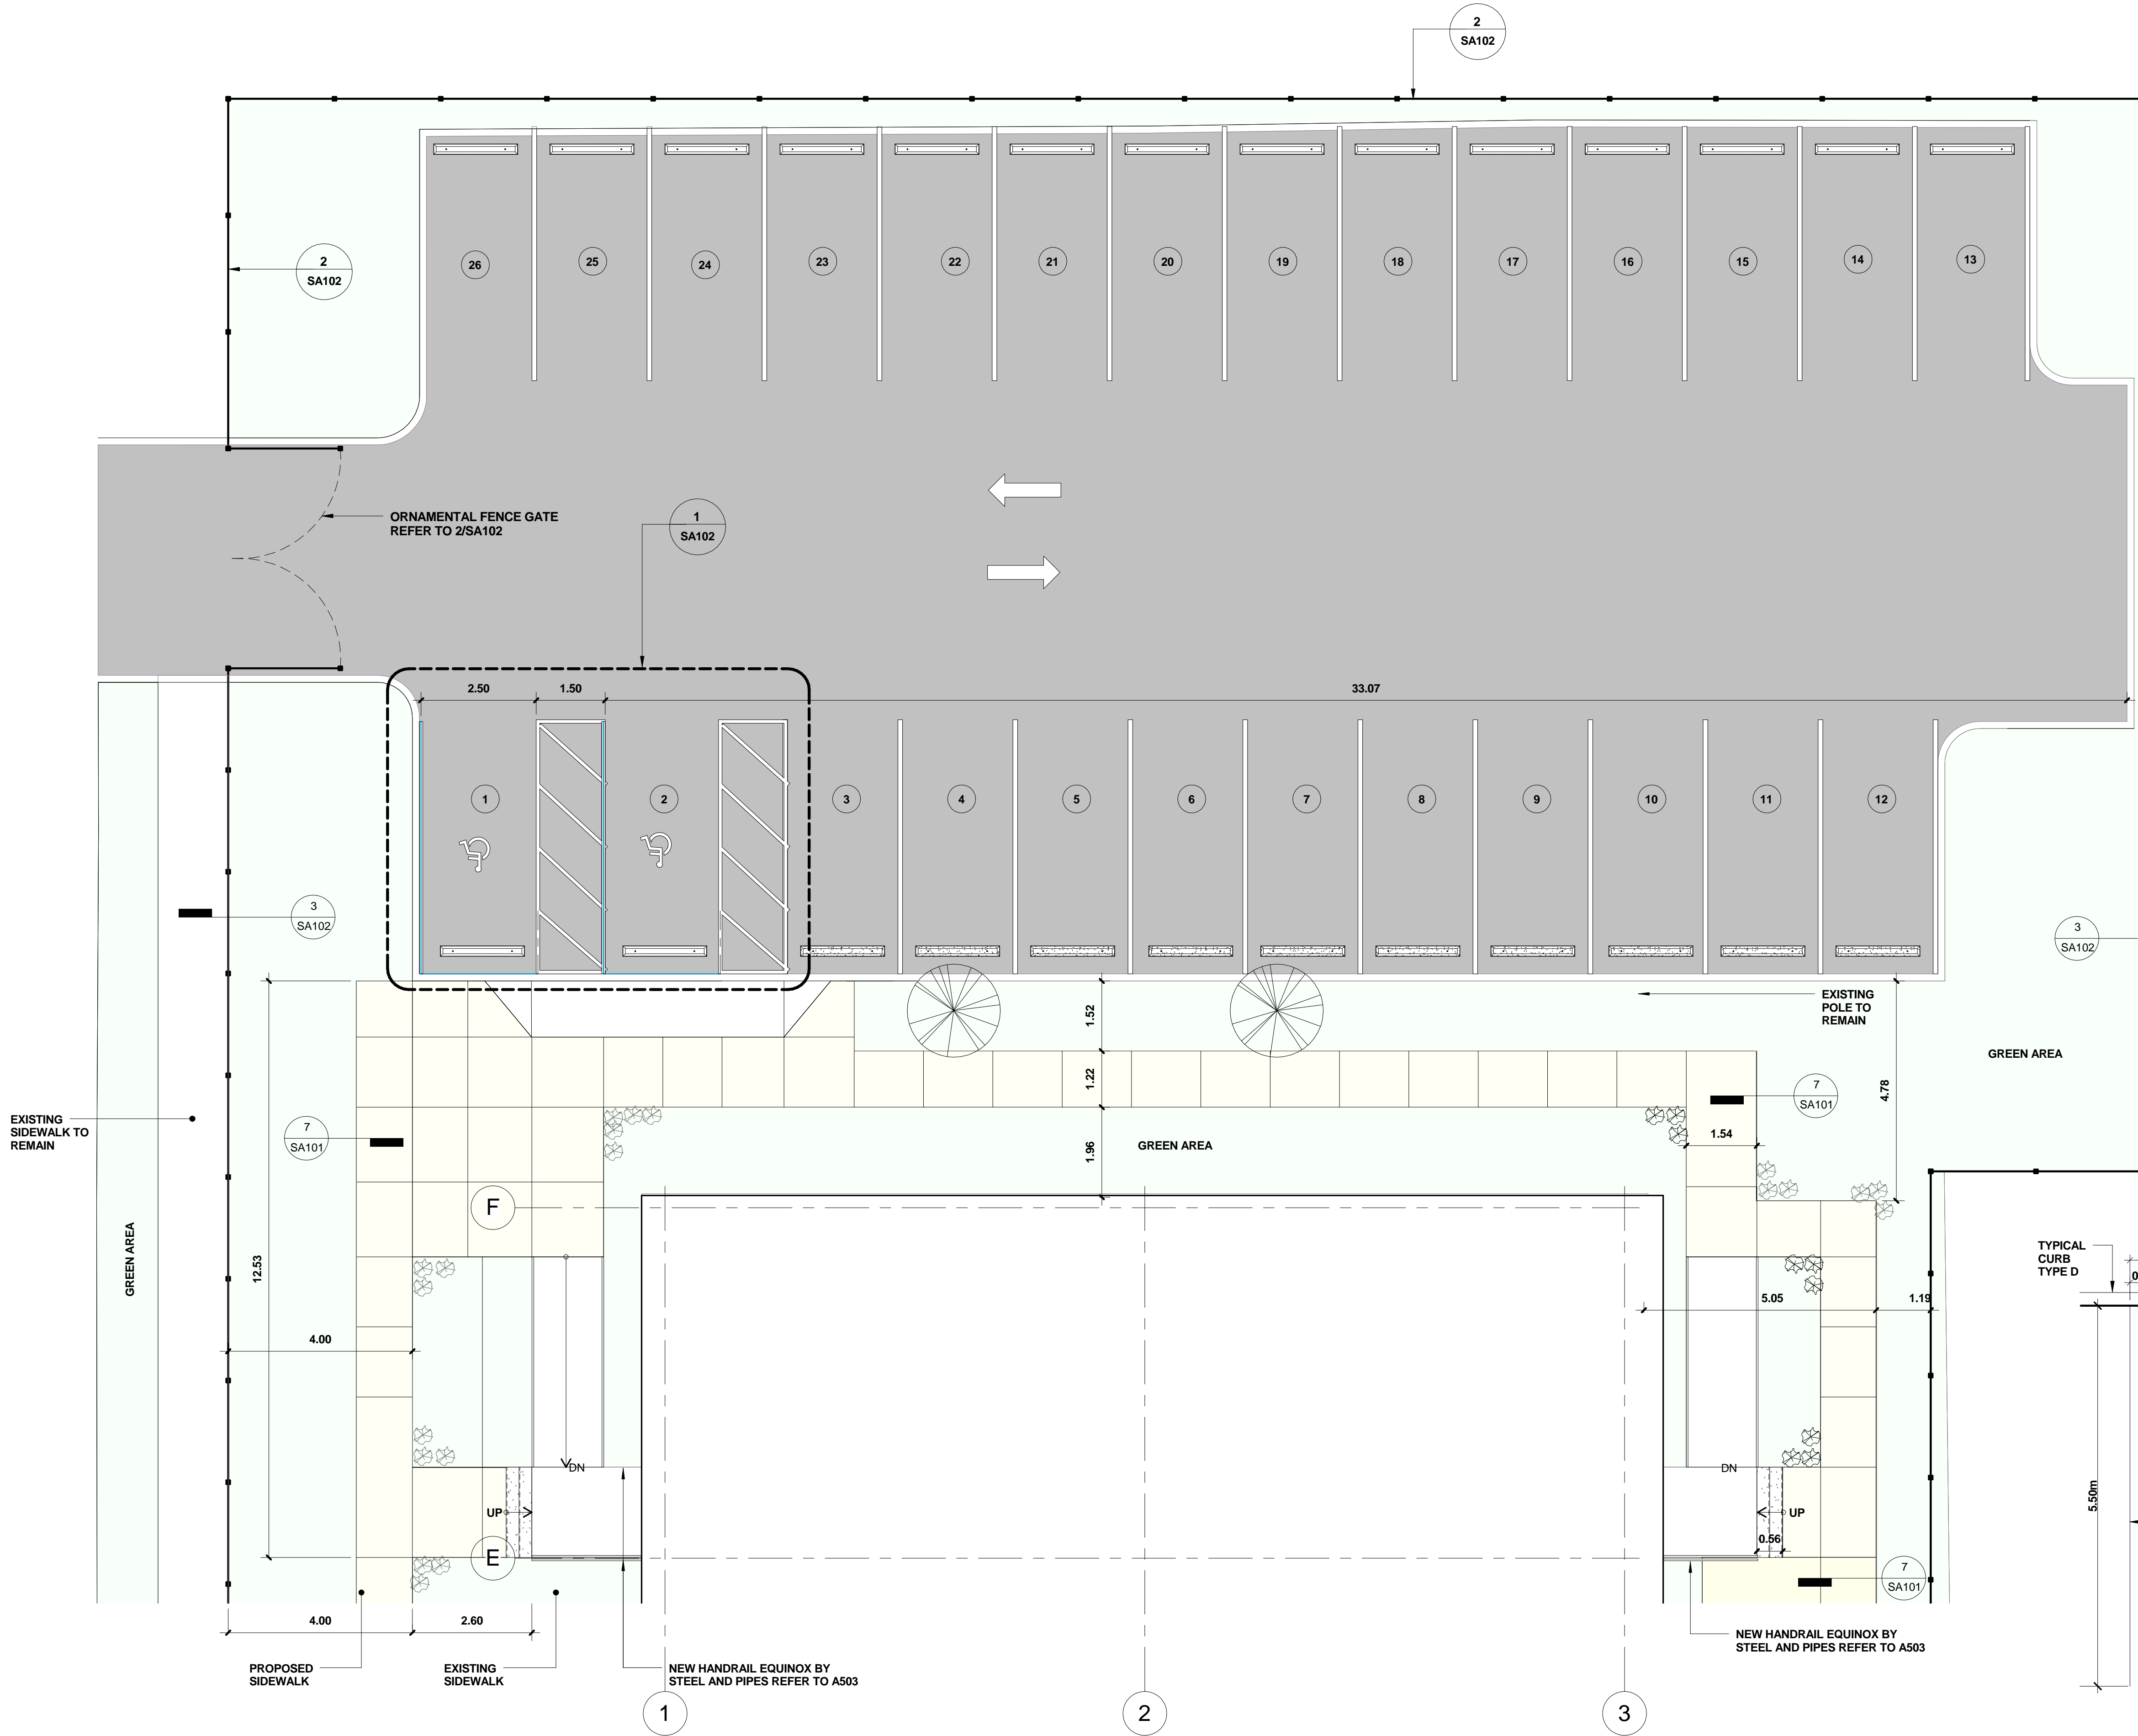 2
SA102
26
25
24
23
22
21
20
19
18
17
16
15
14
13
2
SA102
ORNAMENTAL FENCE GATE
REFER TO 2/SA102
1
SA102
2.50
1.50
33.07
1
2
3
4
5
6
7
8
9
10
11
12
3
SA102
3
SA102
EXISTING
POLE TO
REMAIN
1.52
GREEN AREA
1.22
4.78
7
SA101
EXISTING
SIDEWALK TO
REMAIN
7
SA101
1.96
GREEN AREA
1.54
F
GREEN AREA
12.53
TYPICAL
CURB
TYPE D
0
5.05
1.19
4.00
DN
DN
UP
UP
5.50m
0.56
E
7
SA101
4.00
2.60
NEW HANDRAIL EQUINOX BY
STEEL AND PIPES REFER TO A503
PROPOSED
SIDEWALK
EXISTING
SIDEWALK
NEW HANDRAIL EQUINOX BY
STEEL AND PIPES REFER TO A503
1
2
3